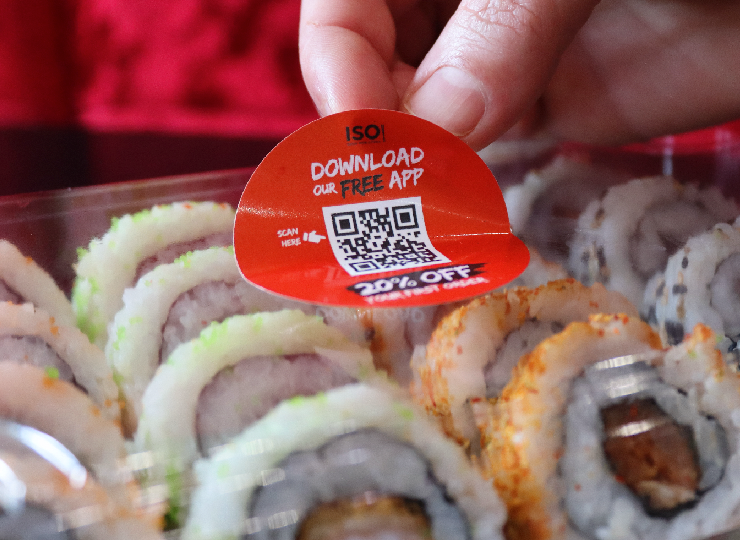 ISO
DOWNLOAD
OUR FREE APP
SCAN
HERE
20% OFF
YOUR FIRST ORDER